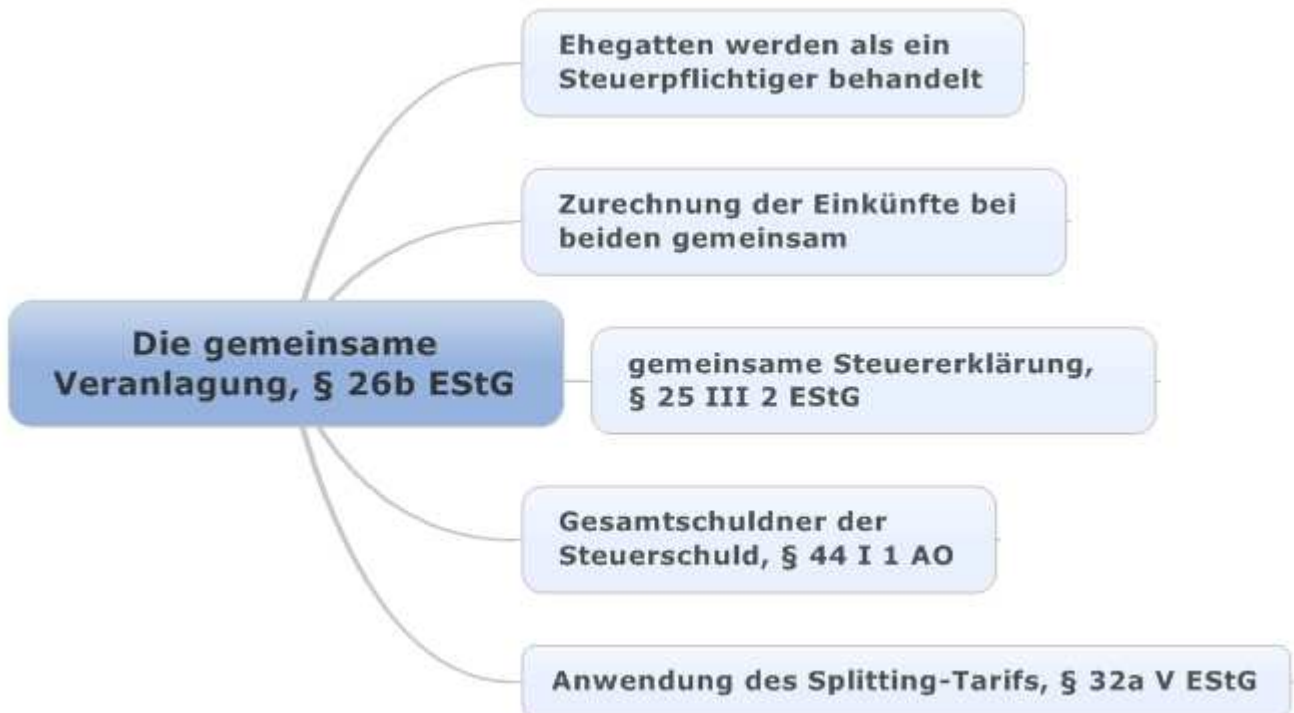 Ehegatten werden als ein
Steuerpflichtiger behandelt
Zurechnung der Einkünfte bei
beiden gemeinsam
Die gemeinsame
Veranlagung, § 26b EStG
gemeinsame Steuererklärung,
§ 25 III 2 EStG
Gesamtschuldner der
Steuerschuld, § 44 I 1 AO
Anwendung des Splitting-Tarifs, § 32a V EStG